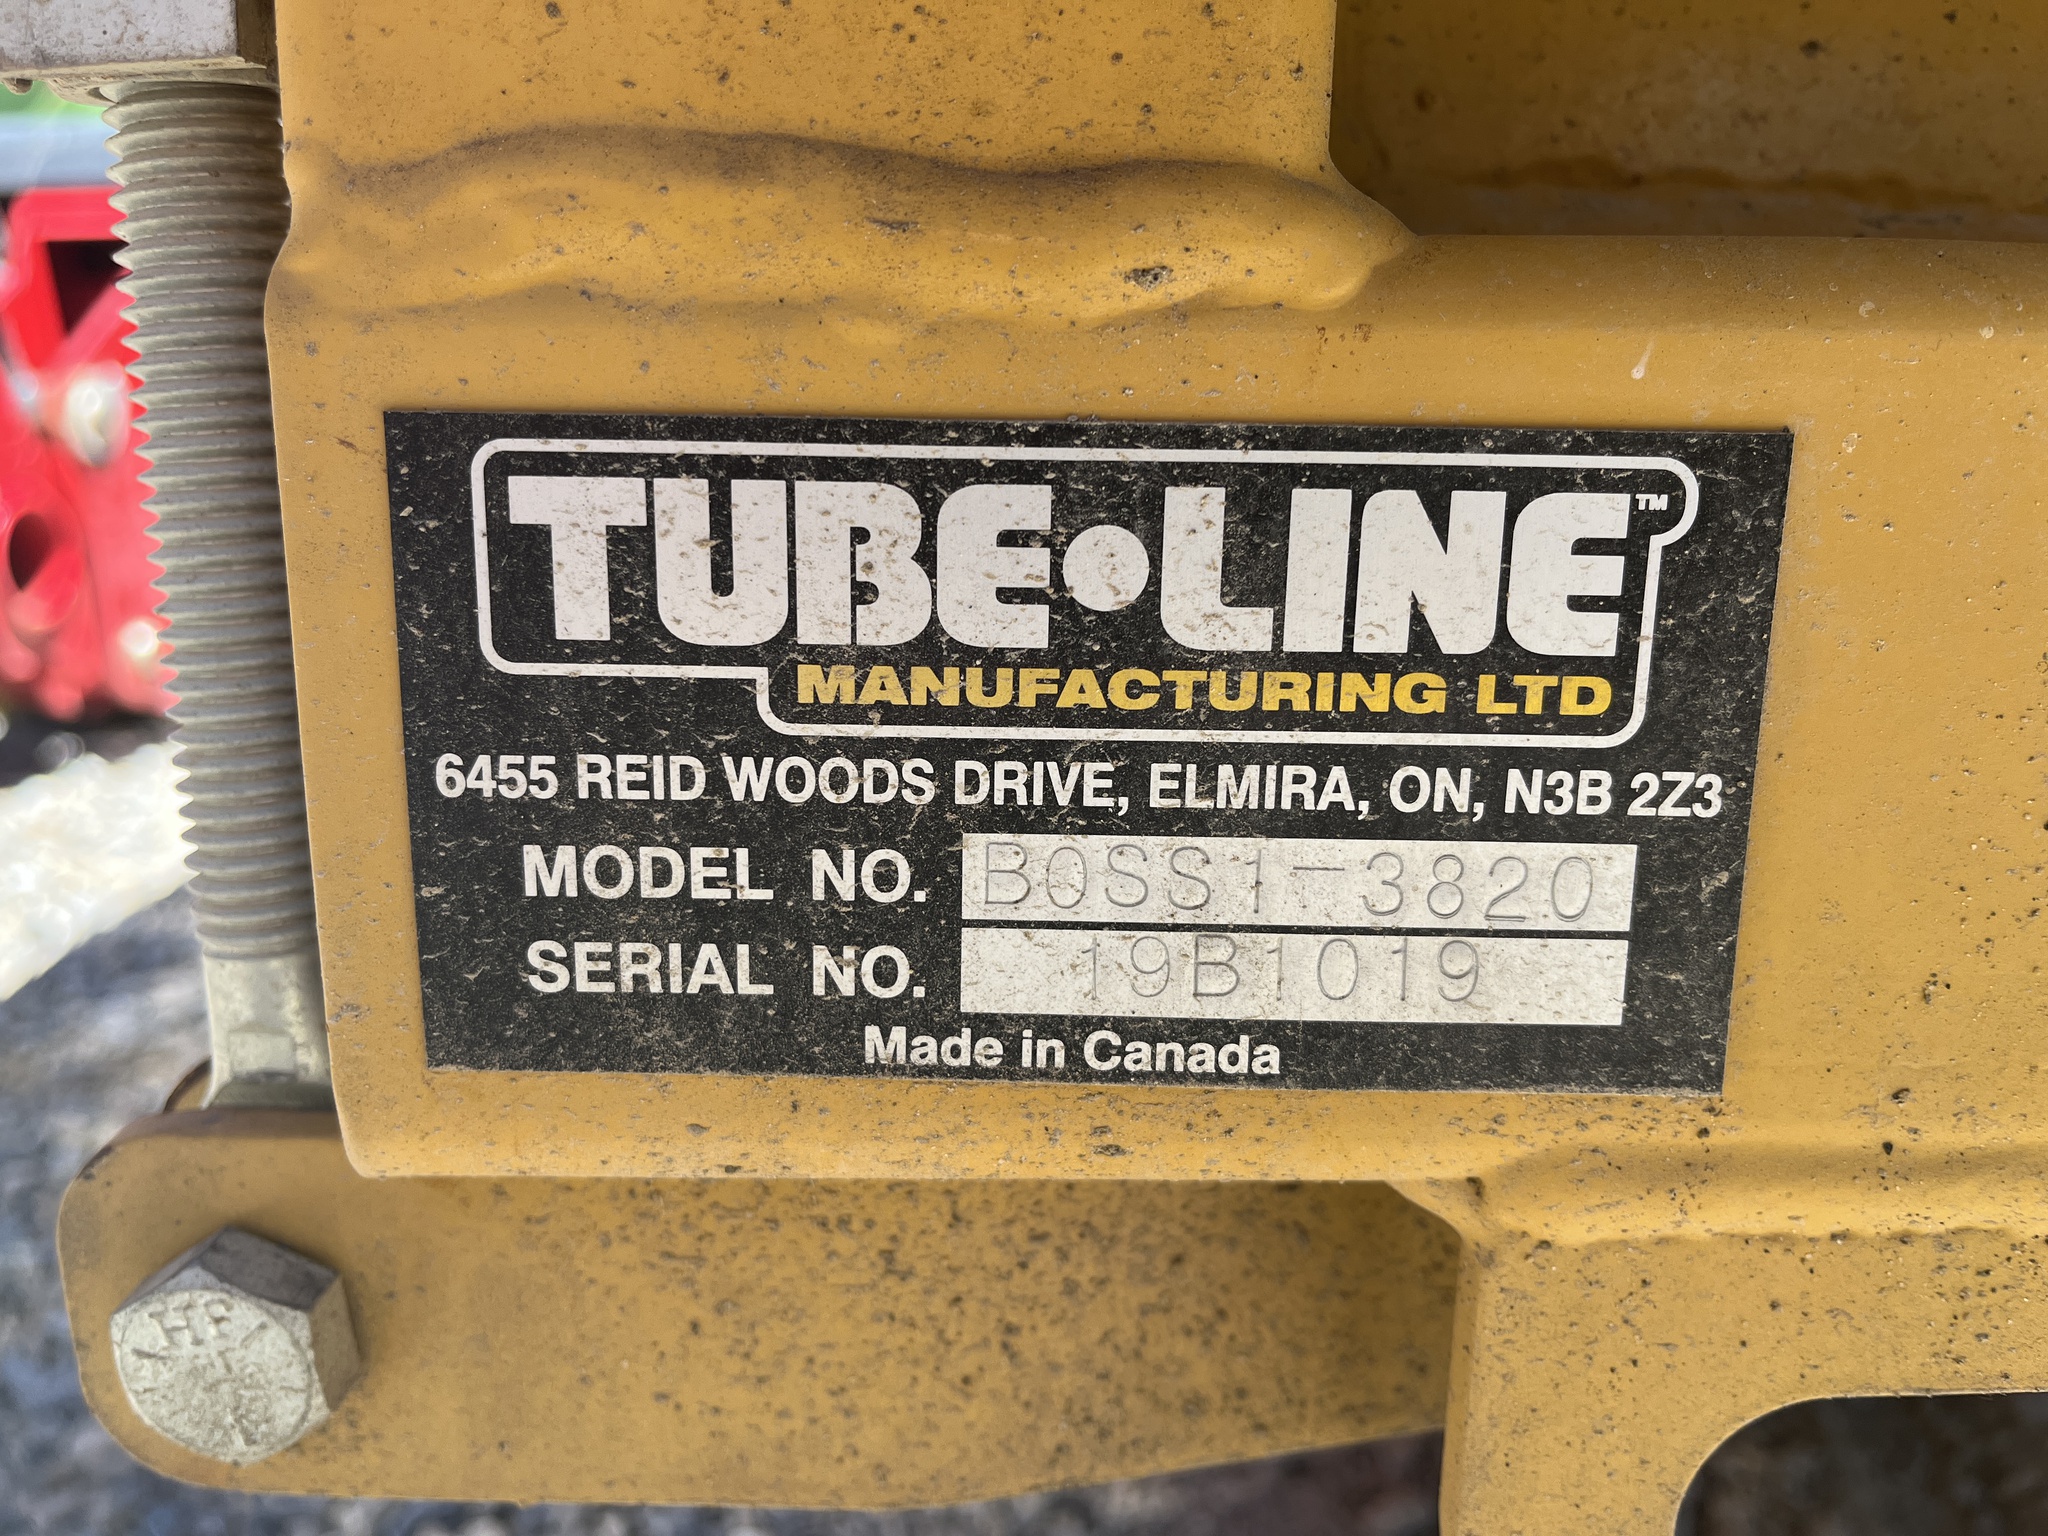 TUBE•LINE™
MANUFACTURING LTD
6455 REID WOODS DRIVE, ELMIRA, ON, N3B 2Z3
MODEL NO. BOSS1-3820
SERIAL NO. 19B1019
Made in Canada
HF